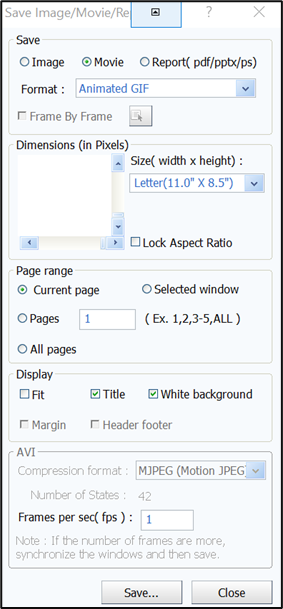 Save Image/Movie/Re
?
Save
Image Movie Report( pdf/pptx/ps)
Format : Animated GIF
Frame By Frame
Dimensions (in Pixels)
Size( width x height) :
Letter(11.0" X 8.5")
Lock Aspect Ratio
Page range
Current page Selected window
Pages 1 ( Ex. 1,2,3-5,ALL )
All pages
Display
Fit Title White background
Margin Header footer
AVI
Compression format : MJPEG (Motion JPEG
Number of States : 42
Frames per sec( fps ) : 1
Note : If the number of frames are more,
synchronize the windows and then save.
Save... Close